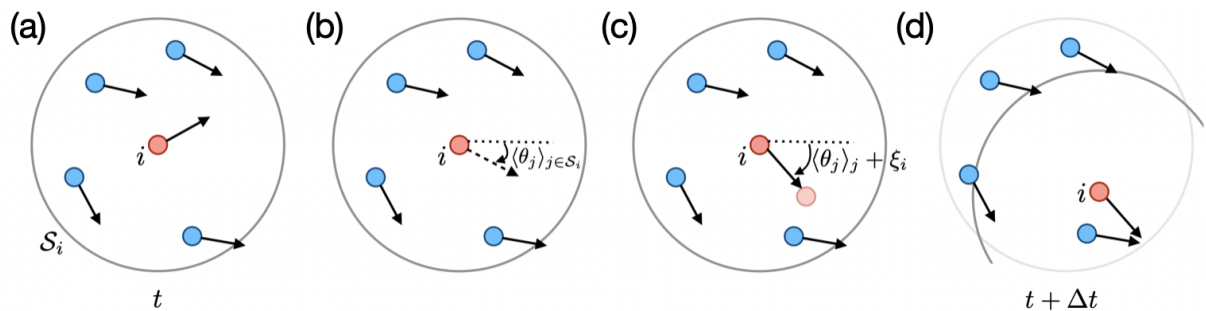 (a) (b) (c) (d)
i
i ⟨θⱼ⟩ⱼ∈𝒮ᵢ
i ⟨θⱼ⟩ⱼ + ξᵢ
i
𝒮ᵢ
t
t + Δt